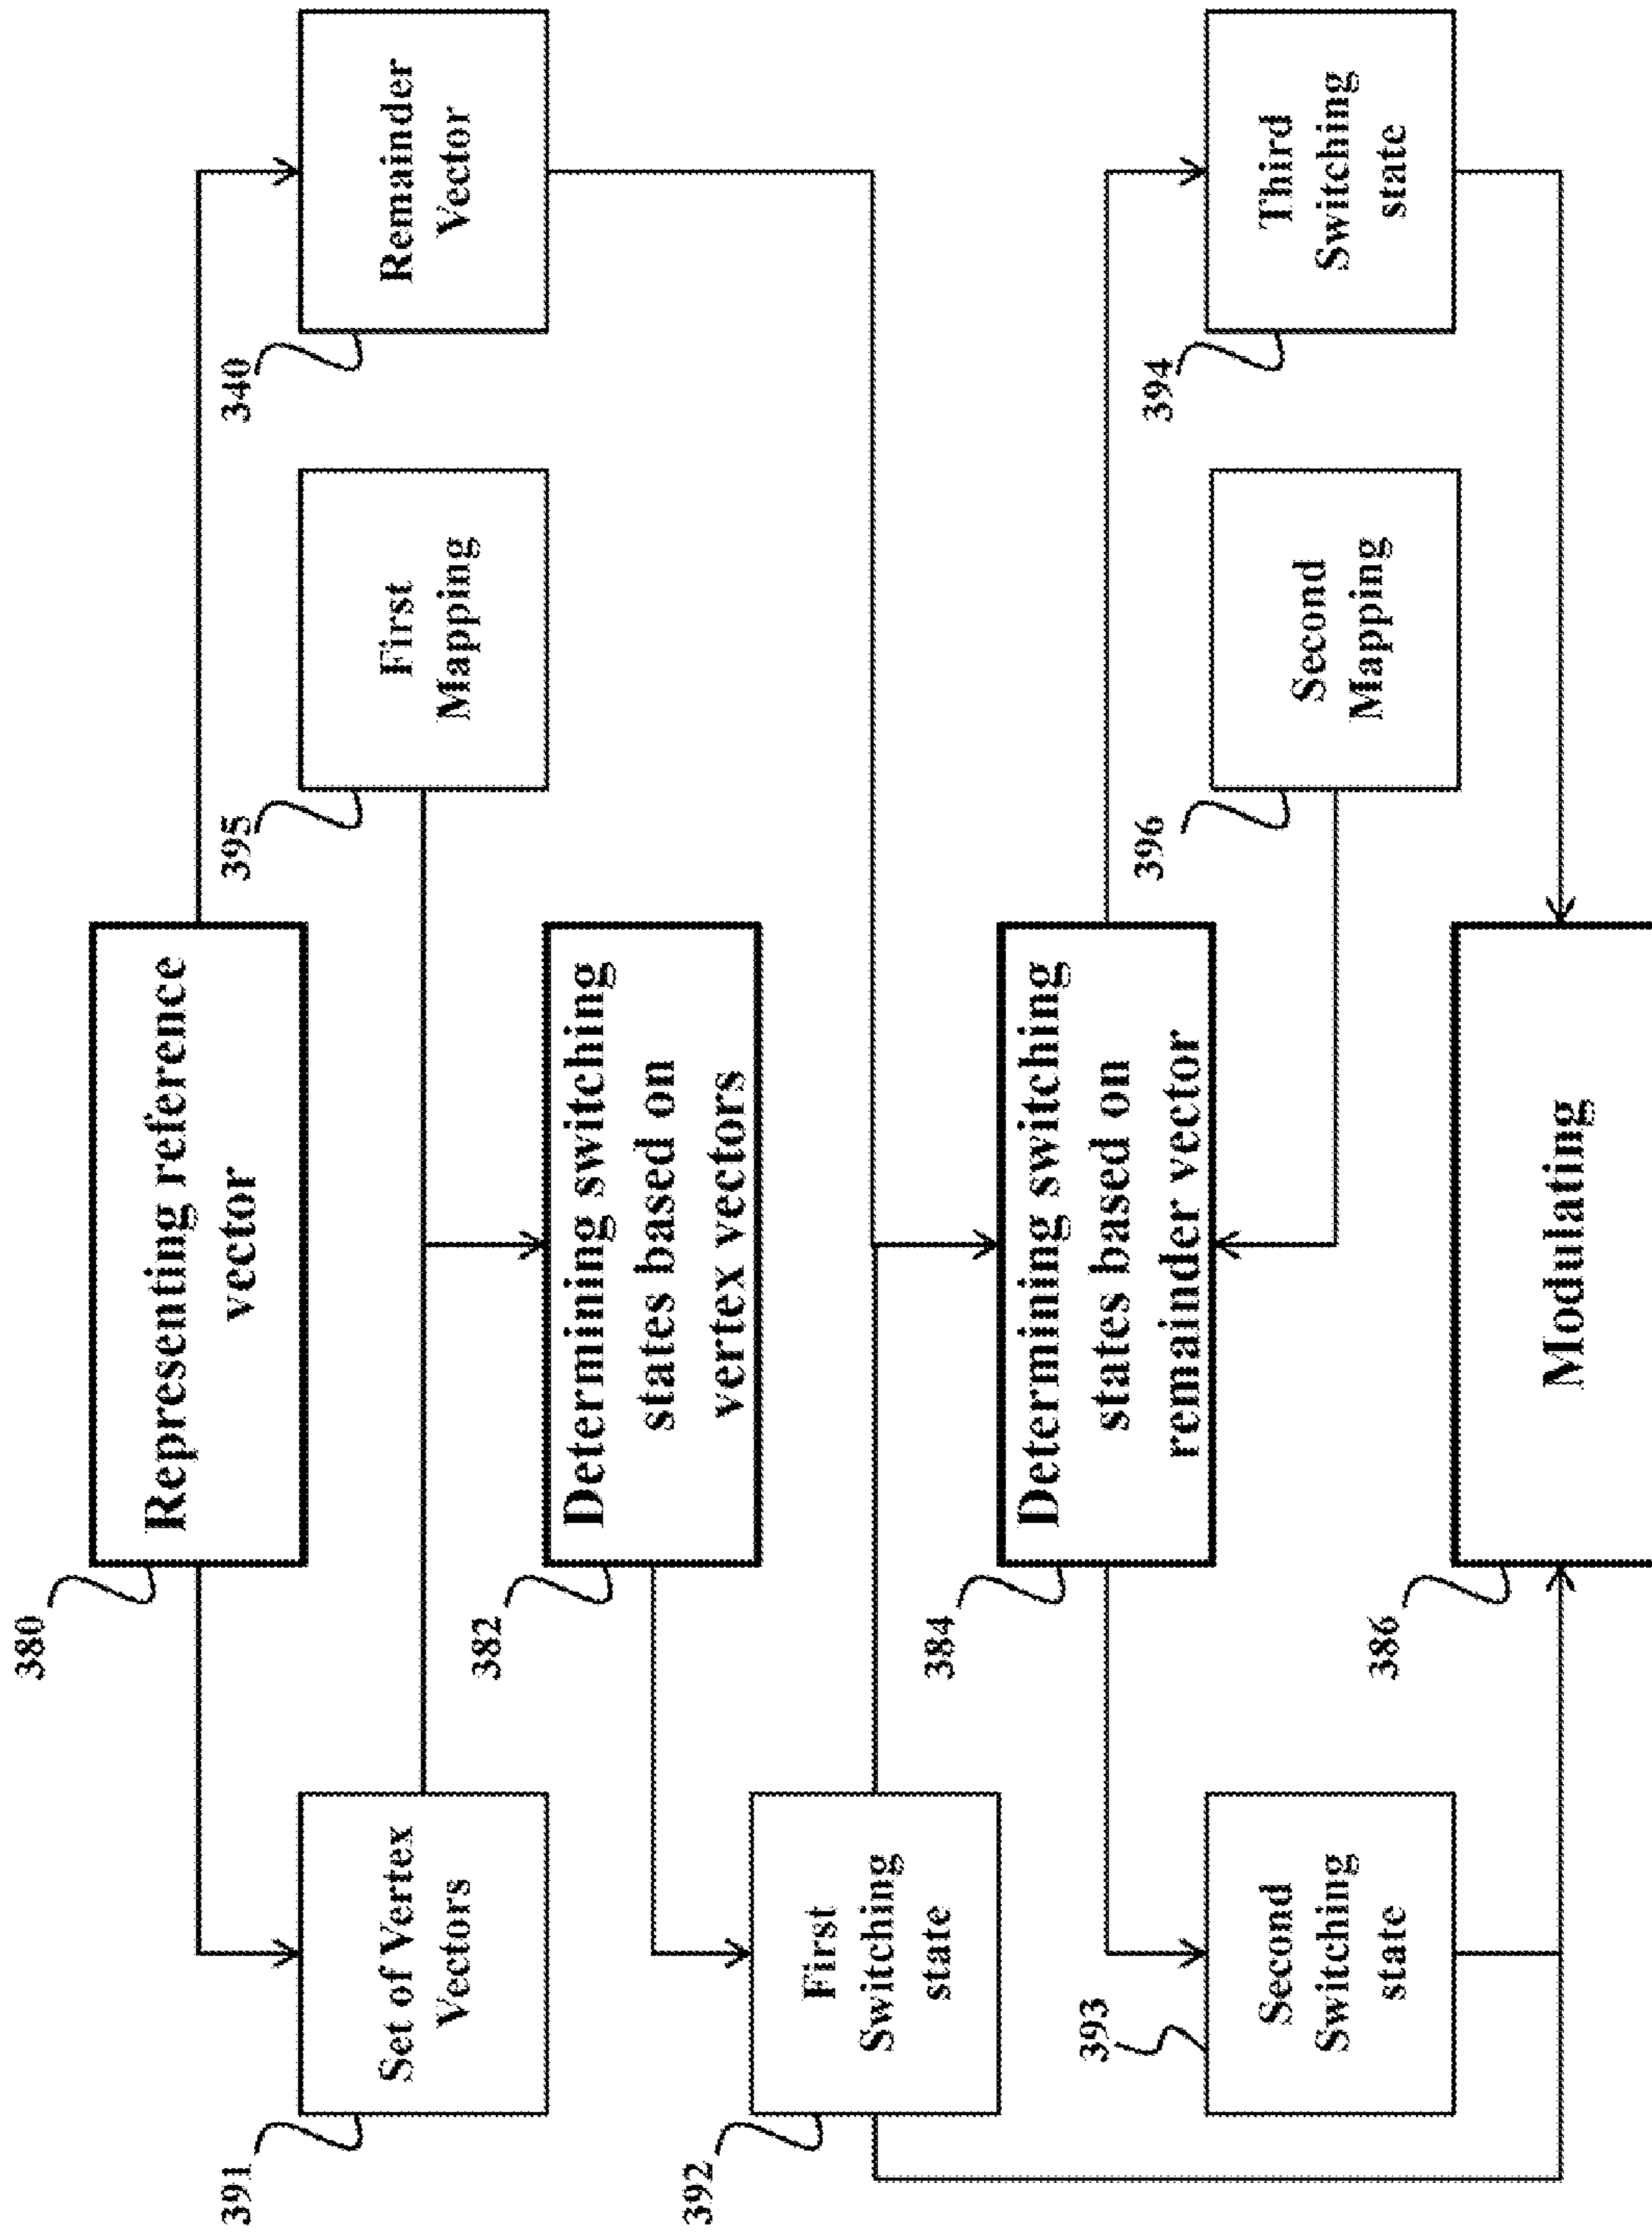 380
Representing reference
vector
391
Set of Vertex
Vectors
395
First
Mapping
340
Remainder
Vector
382
Determining switching
states based on
vertex vectors
392
First
Switching
state
384
Determining switching
states based on
remainder vector
393
Second
Switching
state
396
Second
Mapping
394
Third
Switching
state
386
Modulating